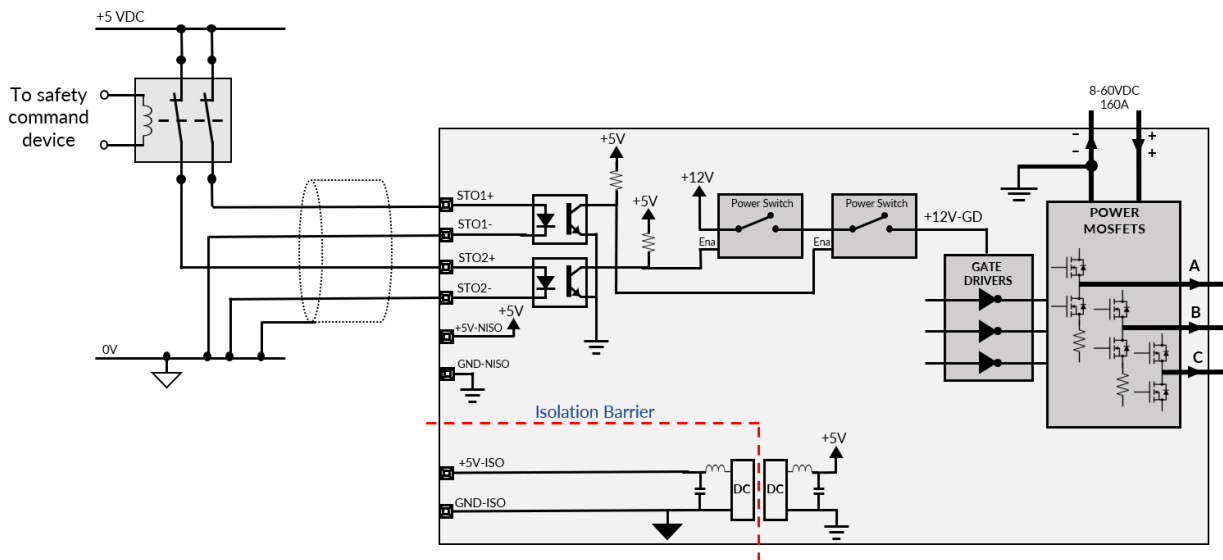 +5 VDC
To safety
command
device
0V
8-60VDC
160A
-
+
-
+
STO1+
STO1-
STO2+
STO2-
+5V-NISO
+5V
GND-NISO
+5V
+5V
+12V
Power Switch
Ena
Power Switch
Ena
+12V-GD
GATE
DRIVERS
POWER
MOSFETS
A
B
C
Isolation Barrier
+5V-ISO
GND-ISO
DC
DC
+5V